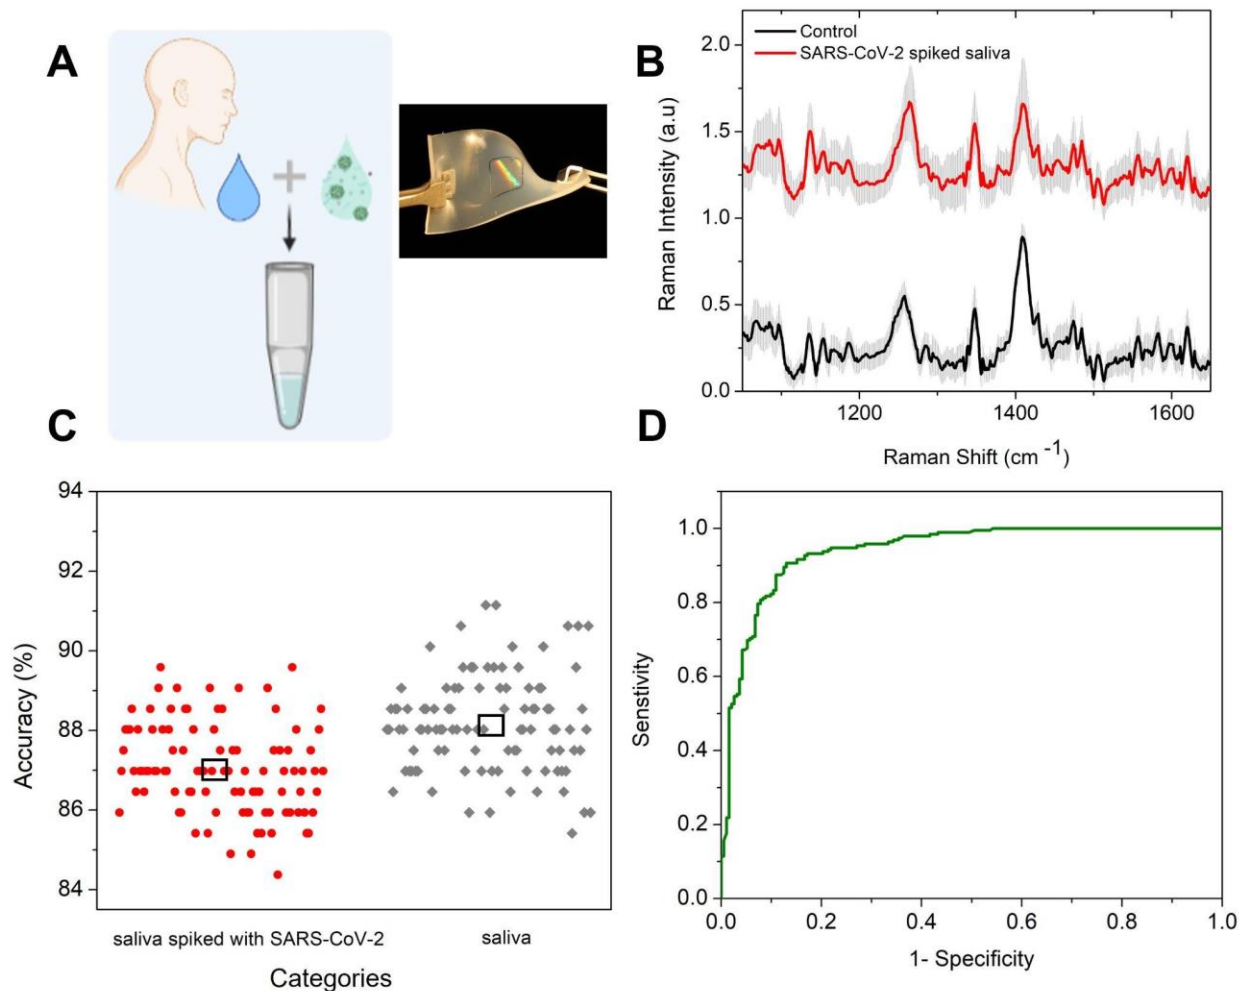 A
B
Control
SARS-CoV-2 spiked saliva
2.0
1.5
1.0
0.5
0.0
Raman Intensity (a.u)
1200
1400
1600
Raman Shift (cm -1)
C
94
92
90
88
86
84
Accuracy (%)
saliva spiked with SARS-CoV-2
saliva
Categories
D
1.0
0.8
0.6
0.4
0.2
0.0
Senstivity
0.0
0.2
0.4
0.6
0.8
1.0
1- Specificity